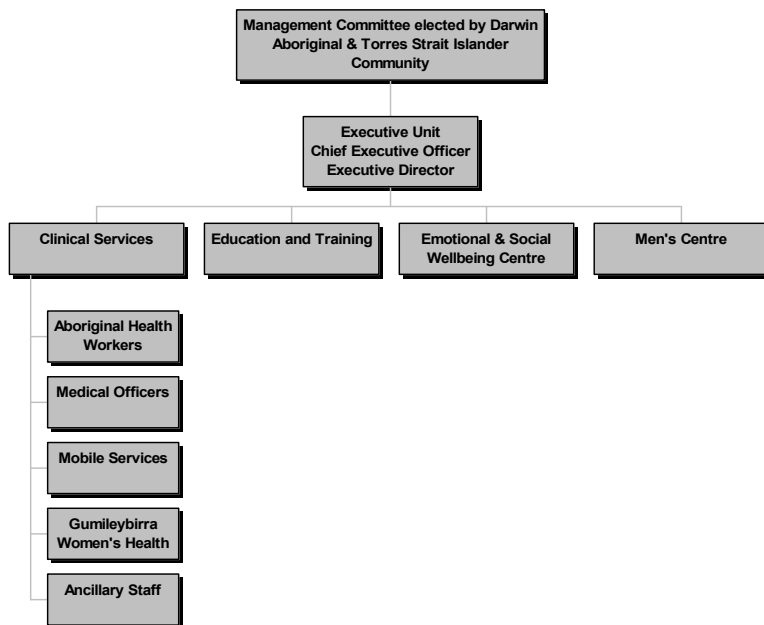 Management Committee elected by Darwin
Aboriginal & Torres Strait Islander
Community
Executive Unit
Chief Executive Officer
Executive Director
Clinical Services
Education and Training
Emotional & Social
Wellbeing Centre
Men's Centre
Aboriginal Health
Workers
Medical Officers
Mobile Services
Gumileybirra
Women's Health
Ancillary Staff